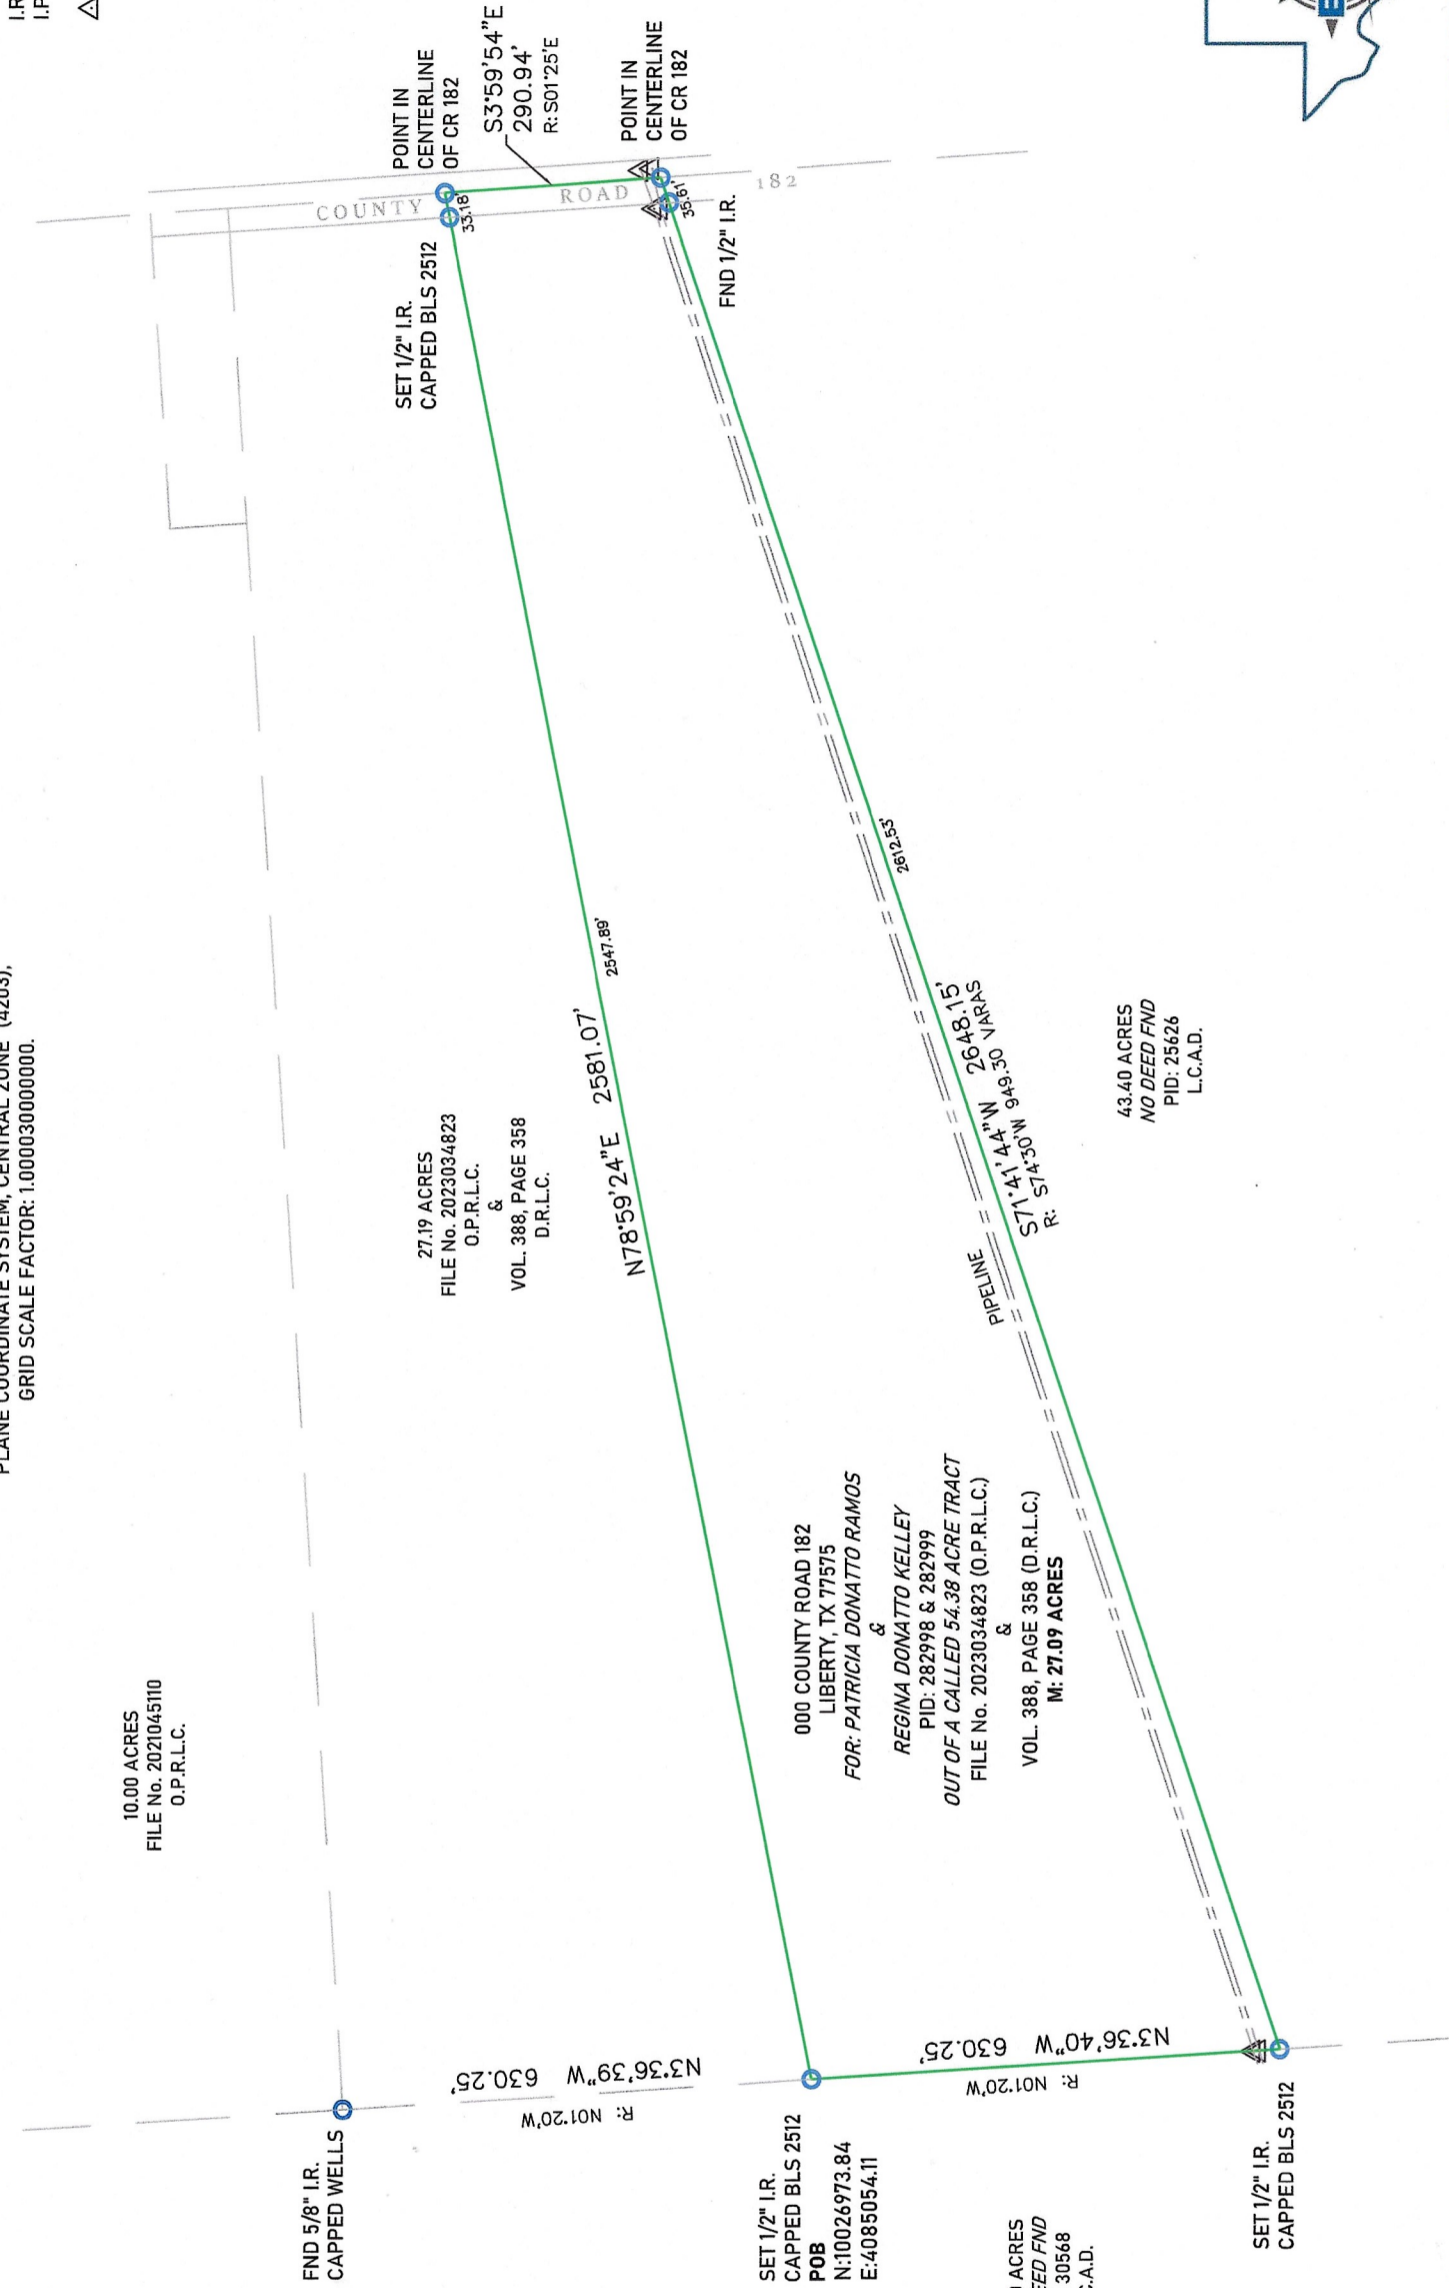 PLANE COORDINATE SYSTEM, CENTRAL ZONE (4203),
GRID SCALE FACTOR: 1.00003000000.
10.00 ACRES
FILE No. 2021045110
O.P.R.L.C.
FND 5/8" I.R.
CAPPED WELLS
N3°36'39"W 630.25'
R: N01°20'W
27.19 ACRES
FILE No. 2023034823
O.P.R.L.C.
&
VOL. 388, PAGE 358
D.R.L.C.
N78°59'24"E 2581.07'
2547.89'
SET 1/2" I.R.
CAPPED BLS 2512
33.18'
POINT IN
CENTERLINE
OF CR 182
S3°59'54"E
290.94'
R: S01°25'E
COUNTY ROAD 182
POINT IN
CENTERLINE
OF CR 182
35.61'
FND 1/2" I.R.
SET 1/2" I.R.
CAPPED BLS 2512
POB
N:10026973.84
E:4085054.11
N3°36'40"W 630.25'
R: N01°20'W
000 COUNTY ROAD 182
LIBERTY, TX 77575
FOR: PATRICIA DONATTO RAMOS
&
REGINA DONATTO KELLEY
PID: 282998 & 282999
OUT OF A CALLED 54.38 ACRE TRACT
FILE No. 2023034823 (O.P.R.L.C.)
&
VOL. 388, PAGE 358 (D.R.L.C.)
M: 27.09 ACRES
PIPELINE
S71°41'44"W 2648.15'
R: S74°30'W 949.30 VARAS
2612.53'
43.40 ACRES
NO DEED FND
PID: 25626
L.C.A.D.
SET 1/2" I.R.
CAPPED BLS 2512
ACRES
FND
30568